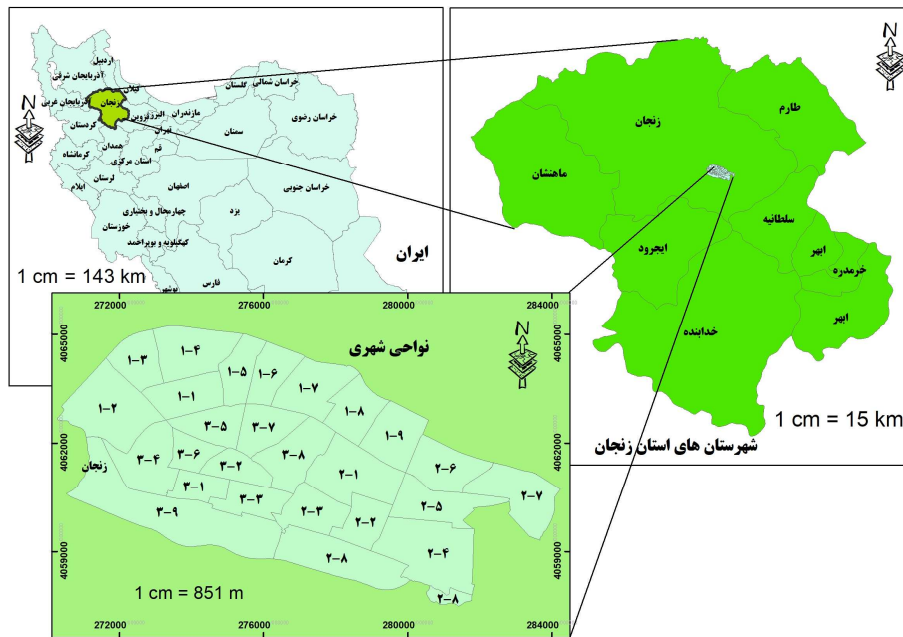 اردبیل
آذربایجان شرقی
گیلان
آذربایجان غربی
زنجان
کردستان
قزوین
البرز
مازندران
گلستان
خراسان شمالی
خراسان رضوی
سمنان
تهران
همدان
قم
استان مرکزی
کرمانشاه
لرستان
ایلام
اصفهان
خراسان جنوبی
یزد
چهارمحال و بختیاری
خوزستان
کهگیلویه و بویراحمد
کرمان
فارس
بوشهر
ایران
N
1 cm = 143 km
N
زنجان
طارم
ماهنشان
سلطانیه
ایجرود
ابهر
خرمدره
ابهر
خدابنده
1 cm = 15 km
شهرستان های استان زنجان
272000 276000 280000 284000
4065000
4065000
4062000
4062000
4059000
4059000
نواحی شهری
N
۱-۳
۱-۴
۱-۵
۱-۶
۱-۷
۱-۲
۱-۱
۱-۸
۱-۹
۳-۵
۳-۷
زنجان
۳-۴
۳-۶
۳-۲
۳-۸
۲-۱
۲-۶
۳-۱
۳-۳
۲-۳
۲-۲
۲-۵
۲-۷
۳-۹
۲-۸
۲-۴
۲-۸
1 cm = 851 m
272000 276000 280000 284000